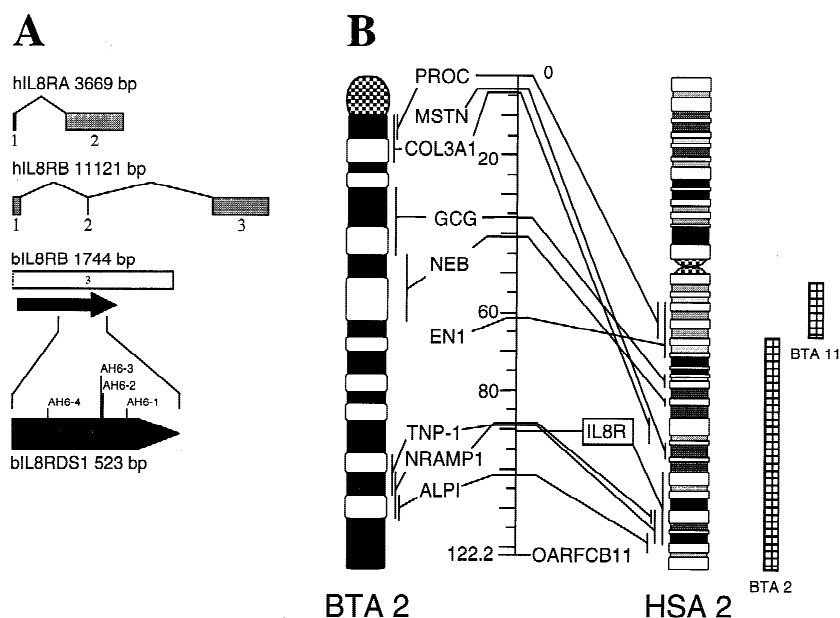 A
hIL8RA 3669 bp
1 2
hIL8RB 11121 bp
1 2 3
bIL8RB 1744 bp
3
AH6-3
AH6-2
AH6-4 AH6-1
bIL8RDS1 523 bp
B
PROC 0
MSTN
COL3A1 20
GCG
NEB
60
EN1
80
TNP-1 IL8R
NRAMP1
ALPI
122.2 OARFCB11
BTA 2 HSA 2
BTA 11
BTA 2